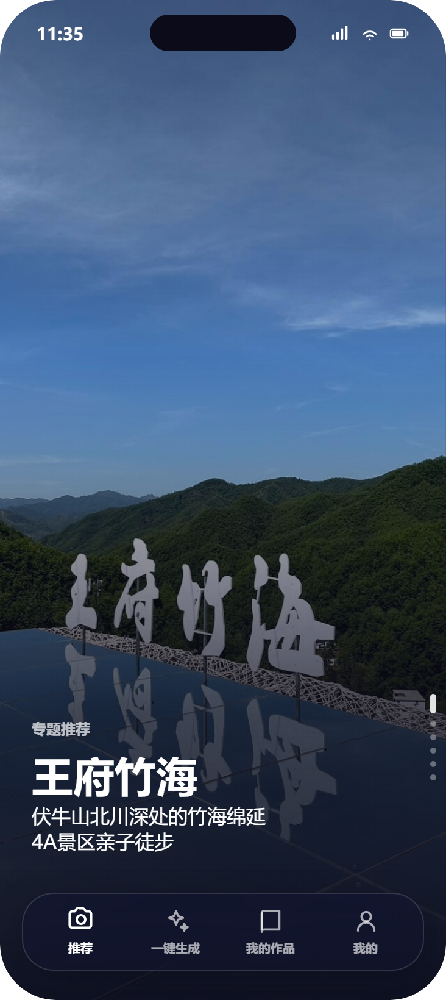 11:35
王府竹海
专题推荐
王府竹海
伏牛山北川深处的竹海绵延
4A景区亲子徒步
推荐
一键生成
我的作品
我的